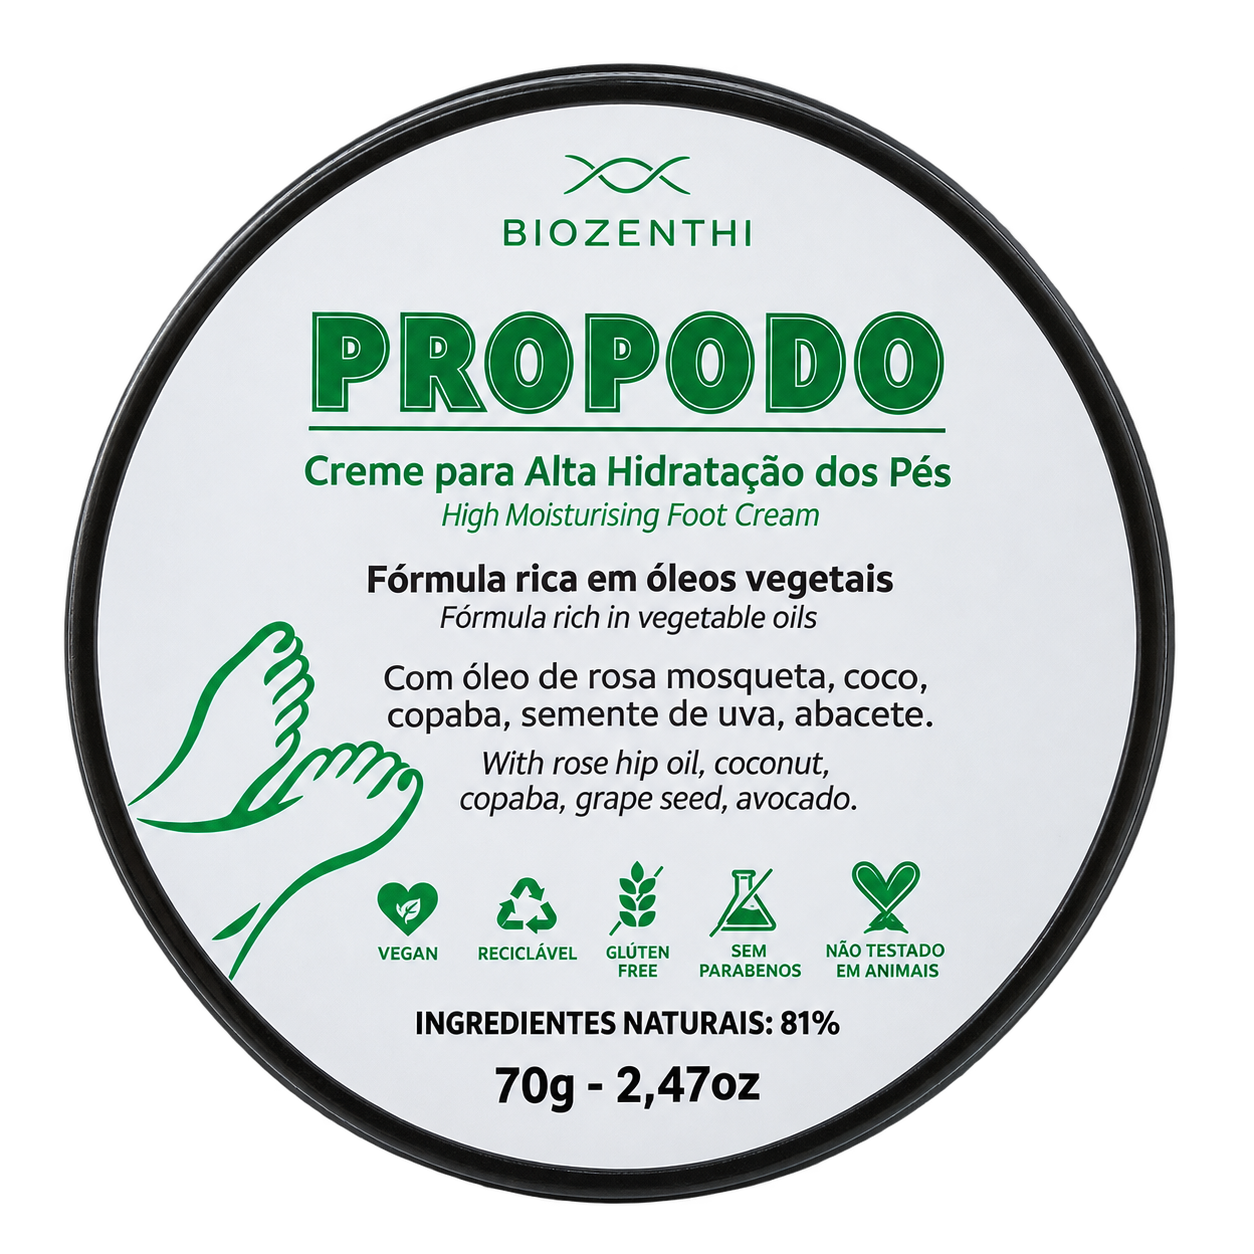 BIOZENTHI
PROPODO
Creme para Alta Hidratação dos Pés
High Moisturising Foot Cream
Fórmula rica em óleos vegetais
Fórmula rich in vegetable oils
Com óleo de rosa mosqueta, coco,
copaba, semente de uva, abacete.
With rose hip oil, coconut,
copaba, grape seed, avocado.
VEGAN
RECICLÁVEL
GLÚTEN
FREE
SEM
PARABENOS
NÃO TESTADO
EM ANIMAIS
INGREDIENTES NATURAIS: 81%
70g - 2,47oz